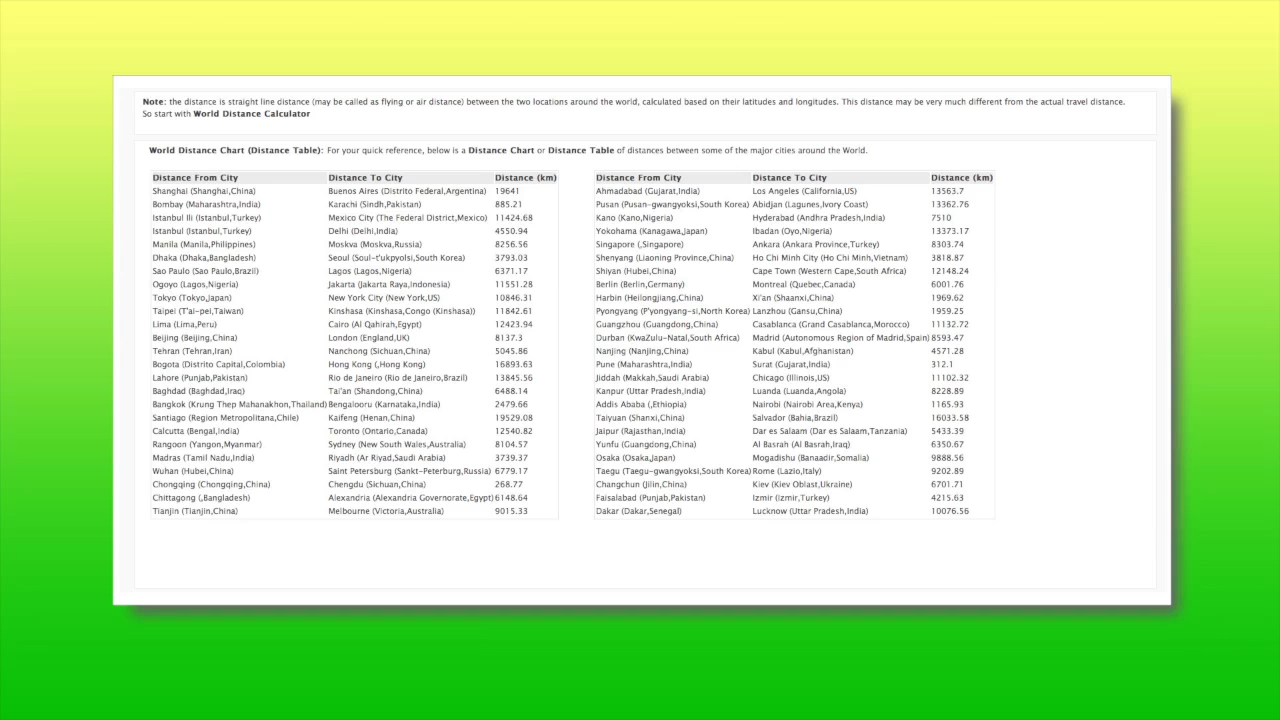 Note: the distance is straight line distance (may be called as flying or air distance) between the two locations around the world, calculated based on their latitudes and longitudes. This distance may be very much different from the actual travel distance.
So start with World Distance Calculator
World Distance Chart (Distance Table): For your quick reference, below is a Distance Chart or Distance Table of distances between some of the major cities around the World.
Distance From City Distance To City Distance (km)
Shanghai (Shanghai,China) Buenos Aires (Distrito Federal,Argentina) 19641
Bombay (Maharashtra,India) Karachi (Sindh,Pakistan) 885.21
Istanbul Ili (Istanbul,Turkey) Mexico City (The Federal District,Mexico) 11424.68
Istanbul (Istanbul,Turkey) Delhi (Delhi,India) 4550.94
Manila (Manila,Philippines) Moskva (Moskva,Russia) 8256.56
Dhaka (Dhaka,Bangladesh) Seoul (Soul-t'ukpyolsi,South Korea) 3793.03
Sao Paulo (Sao Paulo,Brazil) Lagos (Lagos,Nigeria) 6371.17
Ogoyo (Lagos,Nigeria) Jakarta (Jakarta Raya,Indonesia) 11551.28
Tokyo (Tokyo,Japan) New York City (New York,US) 10846.31
Taipei (T'ai-pei,Taiwan) Kinshasa (Kinshasa,Congo (Kinshasa)) 11842.61
Lima (Lima,Peru) Cairo (Al Qahirah,Egypt) 12423.94
Beijing (Beijing,China) London (England,UK) 8137.3
Tehran (Tehran,Iran) Nanchong (Sichuan,China) 5045.86
Bogota (Distrito Capital,Colombia) Hong Kong (,Hong Kong) 16893.63
Lahore (Punjab,Pakistan) Rio de Janeiro (Rio de Janeiro,Brazil) 13845.56
Baghdad (Baghdad,Iraq) Tai'an (Shandong,China) 6488.14
Bangkok (Krung Thep Mahanakhon,Thailand) Bengalooru (Karnataka,India) 2479.66
Santiago (Region Metropolitana,Chile) Kaifeng (Henan,China) 19529.08
Calcutta (Bengal,India) Toronto (Ontario,Canada) 12540.82
Rangoon (Yangon,Myanmar) Sydney (New South Wales,Australia) 8104.57
Madras (Tamil Nadu,India) Riyadh (Ar Riyad,Saudi Arabia) 3739.37
Wuhan (Hubei,China) Saint Petersburg (Sankt-Peterburg,Russia) 6779.17
Chongqing (Chongqing,China) Chengdu (Sichuan,China) 268.77
Chittagong (,Bangladesh) Alexandria (Alexandria Governorate,Egypt) 6148.64
Tianjin (Tianjin,China) Melbourne (Victoria,Australia) 9015.33
Distance From City Distance To City Distance (km)
Ahmadabad (Gujarat,India) Los Angeles (California,US) 13563.7
Pusan (Pusan-gwangyoksi,South Korea) Abidjan (Lagunes,Ivory Coast) 13362.76
Kano (Kano,Nigeria) Hyderabad (Andhra Pradesh,India) 7510
Yokohama (Kanagawa,Japan) Ibadan (Oyo,Nigeria) 13373.17
Singapore (,Singapore) Ankara (Ankara Province,Turkey) 8303.74
Shenyang (Liaoning Province,China) Ho Chi Minh City (Ho Chi Minh,Vietnam) 3818.87
Shiyan (Hubei,China) Cape Town (Western Cape,South Africa) 12148.24
Berlin (Berlin,Germany) Montreal (Quebec,Canada) 6001.76
Harbin (Heilongjiang,China) Xi'an (Shaanxi,China) 1969.62
Pyongyang (P'yongyang-si,North Korea) Lanzhou (Gansu,China) 1959.25
Guangzhou (Guangdong,China) Casablanca (Grand Casablanca,Morocco) 11132.72
Durban (KwaZulu-Natal,South Africa) Madrid (Autonomous Region of Madrid,Spain) 8593.47
Nanjing (Nanjing,China) Kabul (Kabul,Afghanistan) 4571.28
Pune (Maharashtra,India) Surat (Gujarat,India) 312.1
Jiddah (Makkah,Saudi Arabia) Chicago (Illinois,US) 11102.32
Kanpur (Uttar Pradesh,India) Luanda (Luanda,Angola) 8228.89
Addis Ababa (,Ethiopia) Nairobi (Nairobi Area,Kenya) 1165.93
Taiyuan (Shanxi,China) Salvador (Bahia,Brazil) 16033.58
Jaipur (Rajasthan,India) Dar es Salaam (Dar es Salaam,Tanzania) 5433.39
Yunfu (Guangdong,China) Al Basrah (Al Basrah,Iraq) 6350.67
Osaka (Osaka,Japan) Mogadishu (Banaadir,Somalia) 9888.56
Taegu (Taegu-gwangyoksi,South Korea) Rome (Lazio,Italy) 9202.89
Changchun (Jilin,China) Kiev (Kiev Oblast,Ukraine) 6701.71
Faisalabad (Punjab,Pakistan) Izmir (Izmir,Turkey) 4215.63
Dakar (Dakar,Senegal) Lucknow (Uttar Pradesh,India) 10076.56